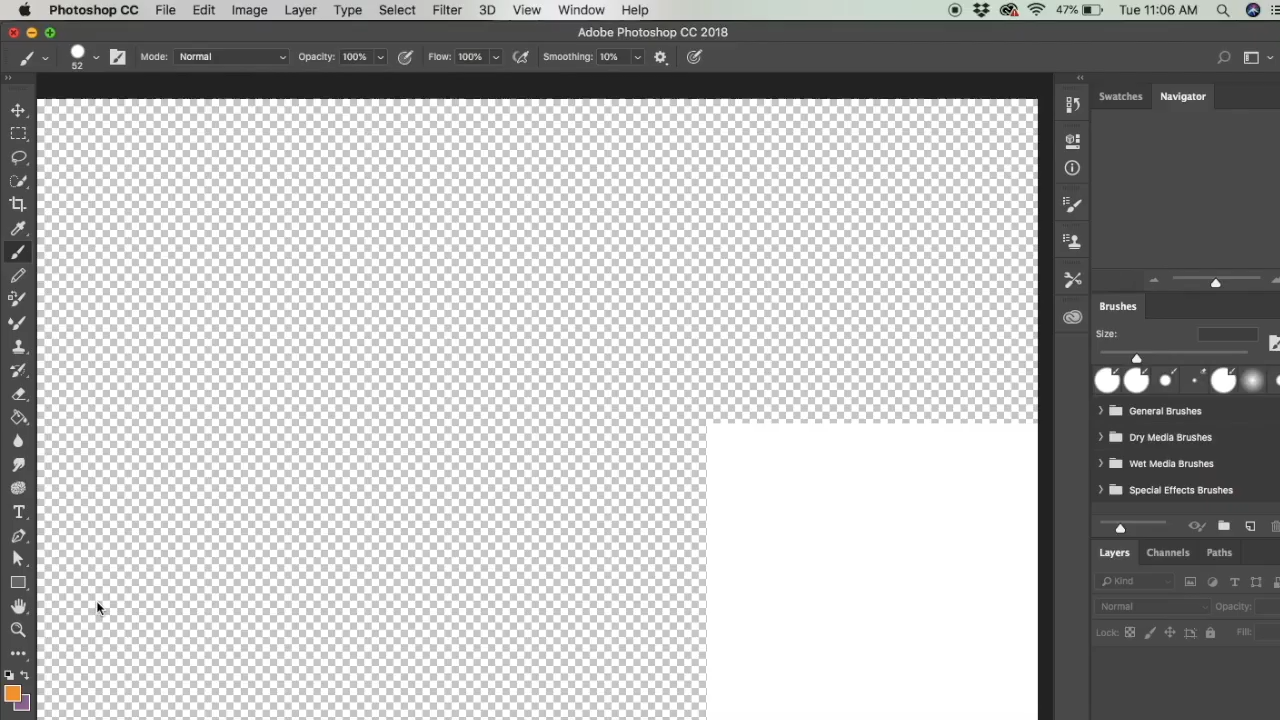 Photoshop CC File Edit Image Layer Type Select Filter 3D View Window Help 47% Tue 11:06 AM
Adobe Photoshop CC 2018
52 Mode: Normal Opacity: 100% Flow: 100% Smoothing: 10%
Swatches Navigator
Brushes
Size:
General Brushes
Dry Media Brushes
Wet Media Brushes
Special Effects Brushes
Layers Channels Paths
Kind
Normal Opacity:
Lock: Fill: